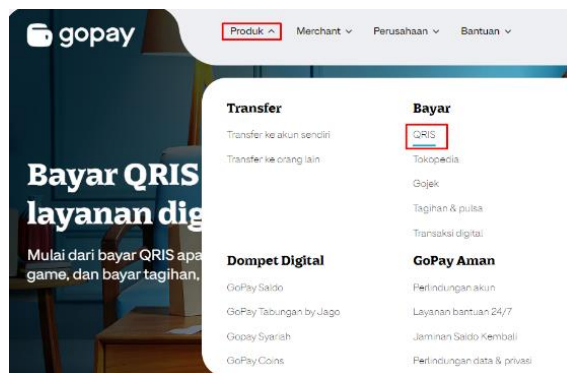 gopay
Produk Merchant Perusahaan Bantuan
Transfer
Transfer ke akun sendiri
Transfer ke orang lain
Bayar
QRIS
Tokopedia
Gojek
Tagihan & pulsa
Transaksi digital
Bayar QRIS
layanan dig
Mulai dari bayar QRIS apa
game, dan bayar tagihan,
Dompet Digital
GoPay Saldo
GoPay Tabungan by Jago
Gopay Syariah
GoPay Coins
GoPay Aman
Perlindungan akun
Layanan bantuan 24/7
Jaminan Saldo Kembali
Perlindungan data & privasi